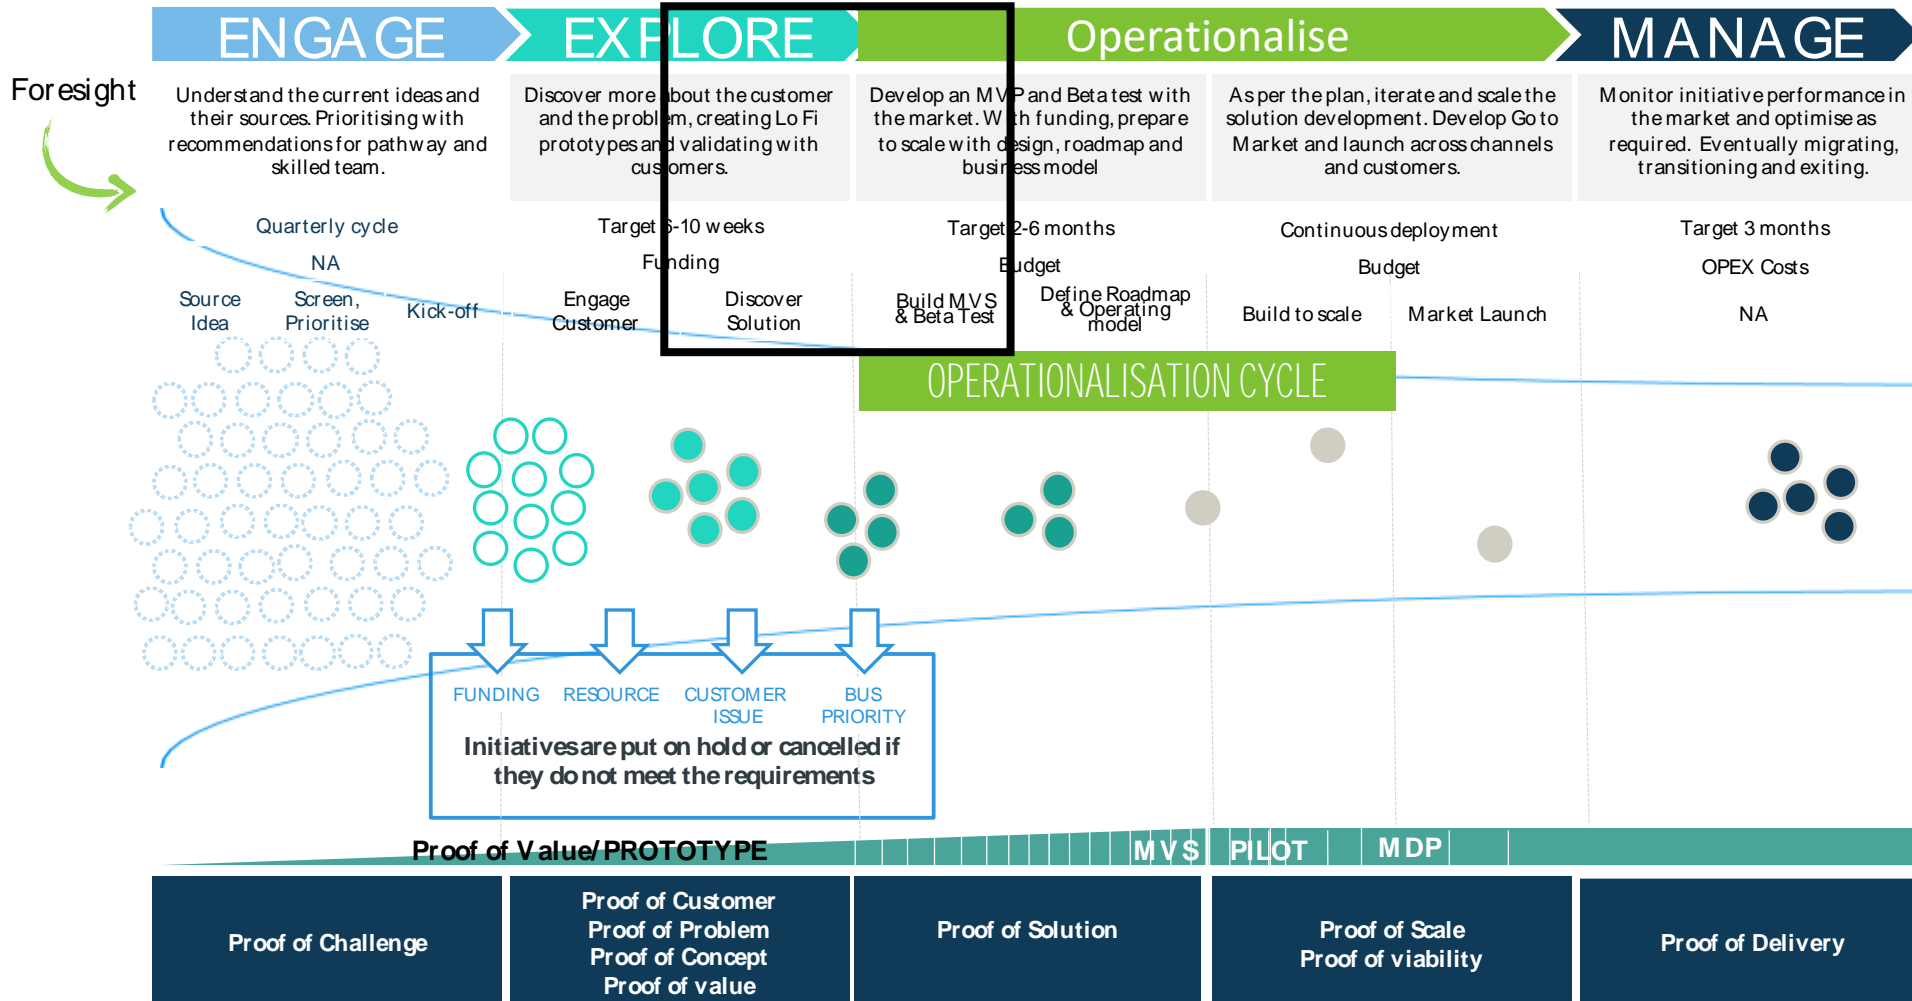 ENGAGE
EXPLORE
Operationalise
MANAGE
Foresight
Understand the current ideas and
their sources. Prioritising with
recommendations for pathway and
skilled team.
Discover more about the customer
and the problem, creating Lo Fi
prototypes and validating with
customers.
Develop an MVP and Beta test with
the market. With funding, prepare
to scale with design, roadmap and
business model
As per the plan, iterate and scale the
solution development. Develop Go to
Market and launch across channels
and customers.
Monitor initiative performance in
the market and optimise as
required. Eventually migrating,
transitioning and exiting.
Quarterly cycle
Target 6-10 weeks
Target 2-6 months
Continuous deployment
Target 3 months
NA
Funding
Budget
Budget
OPEX Costs
Source
Idea
Screen,
Prioritise
Kick-off
Engage
Customer
Discover
Solution
Build MVS
& Beta Test
Define Roadmap
& Operating
model
Build to scale
Market Launch
NA
OPERATIONALISATION CYCLE
FUNDING
RESOURCE
CUSTOMER
ISSUE
BUS
PRIORITY
Initiatives are put on hold or cancelled if
they do not meet the requirements
Proof of Value/PROTOTYPE
MVS
PILOT
MDP
Proof of Challenge
Proof of Customer
Proof of Problem
Proof of Concept
Proof of value
Proof of Solution
Proof of Scale
Proof of viability
Proof of Delivery